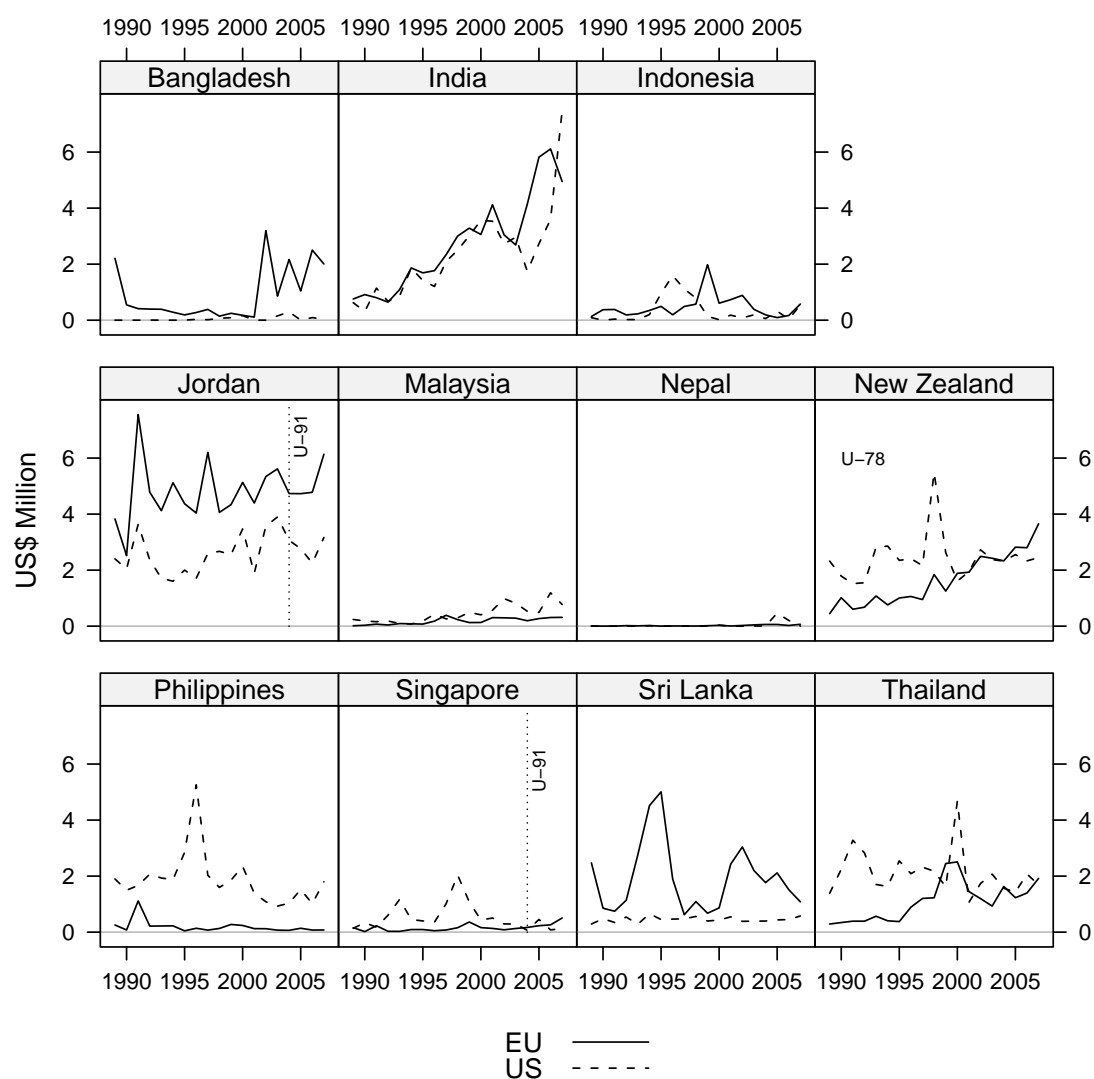 1990 1995 2000 2005 1990 1995 2000 2005 1990 1995 2000 2005
Bangladesh India Indonesia
6 6
4 4
2 2
0 0
Jordan Malaysia Nepal New Zealand
U−91
U−78
6 6
4 4
2 2
0 0
US$ Million
Philippines Singapore Sri Lanka Thailand
U−91
6 6
4 4
2 2
0 0
1990 1995 2000 2005 1990 1995 2000 2005 1990 1995 2000 2005 1990 1995 2000 2005
EU
US